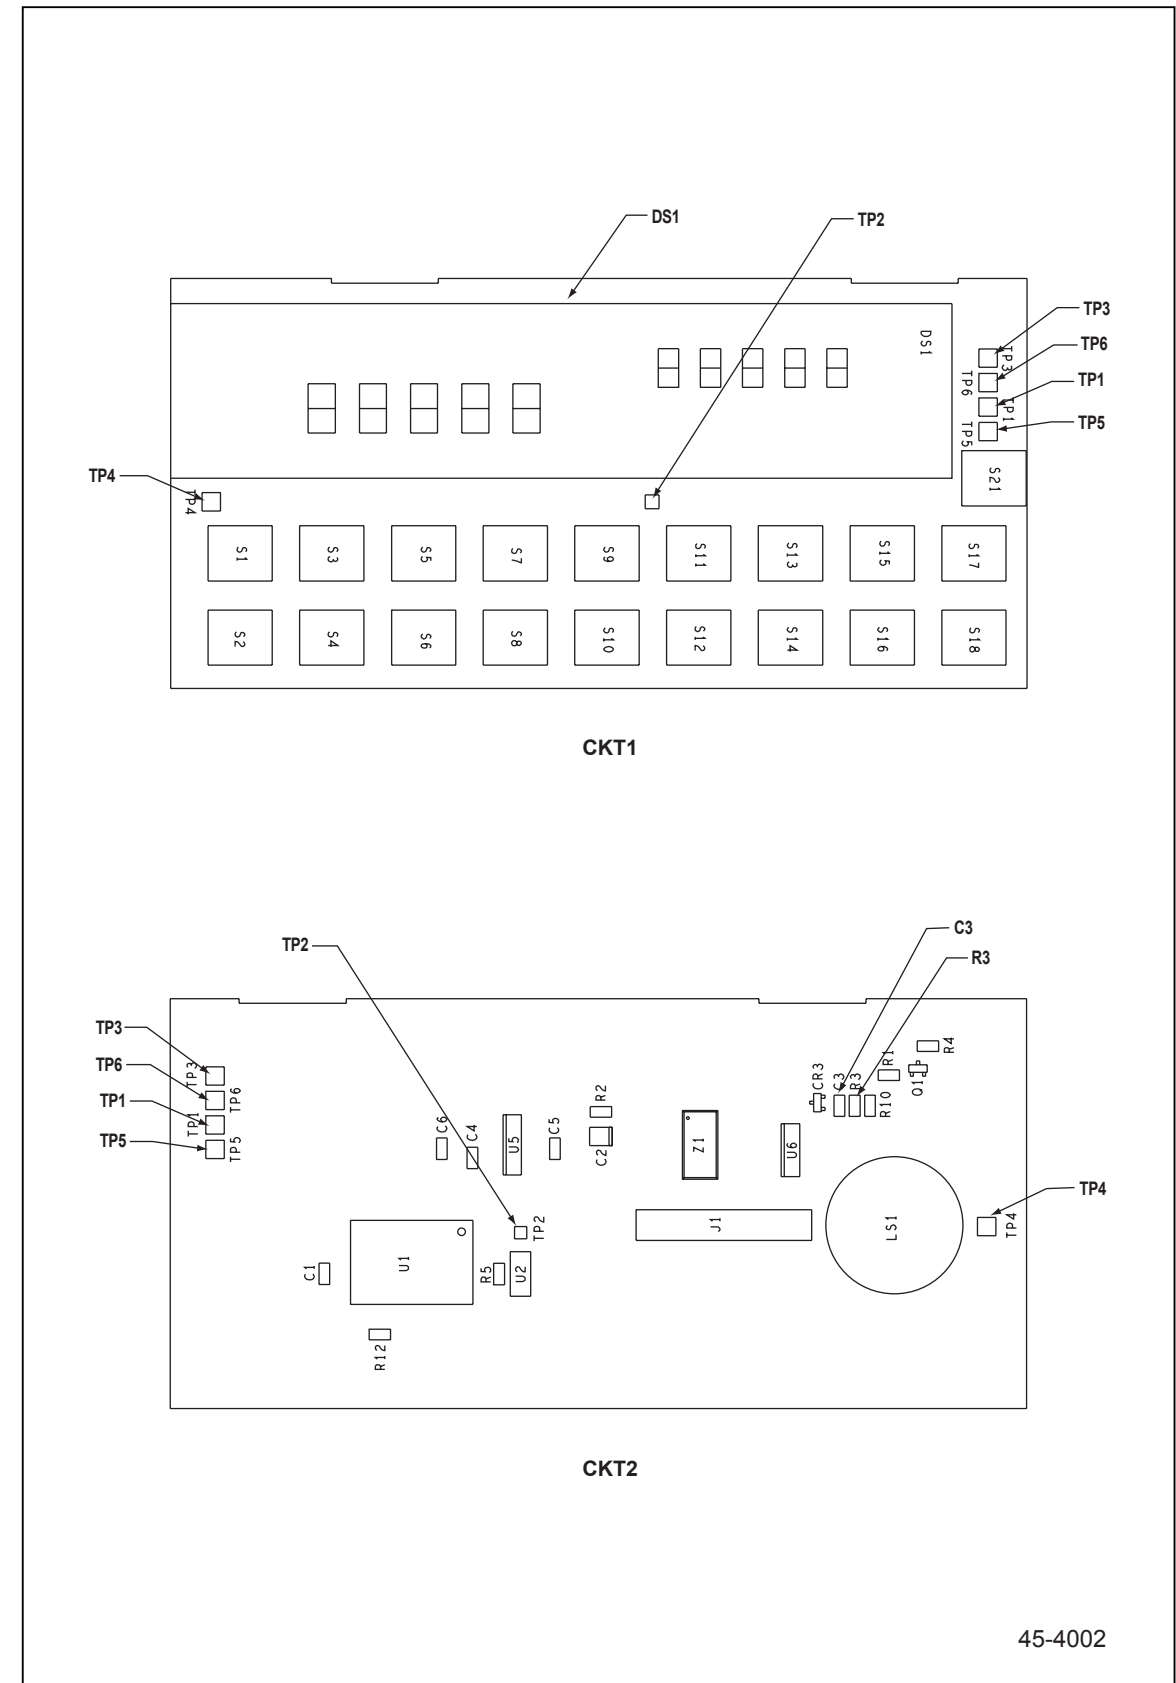 DS1
TP2
TP3
TP6
TP1
TP5
TP4
DS1
TP3
TP6
TP1
TP5
S21
TP4
S1 S3 S5 S7 S9 S11 S13 S15 S17
S2 S4 S6 S8 S10 S12 S14 S16 S18
CKT1
C3
R3
TP2
TP3
TP6
TP1
TP5
TP4
TP3
TP6
TP1
TP5
R4
R1
Q1
CR3 C3 R3 R10
R2
C6 C4 U5 C5 C2 Z1 U6
TP2
J1
LS1
TP4
C1 U1 R5 U2
R12
CKT2
45-4002